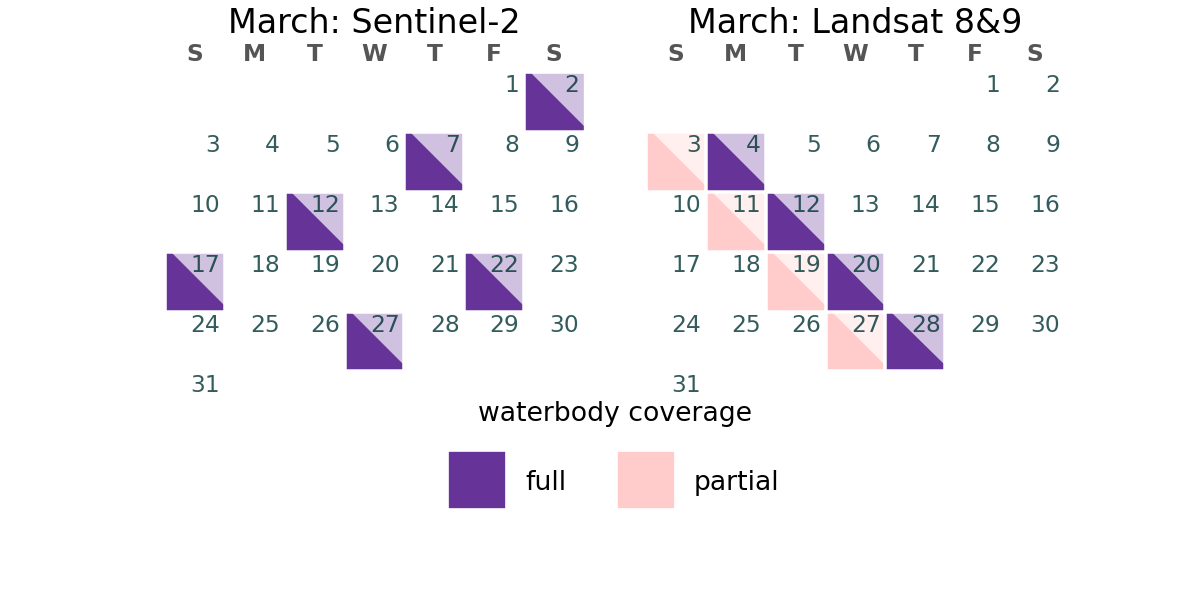 March: Sentinel-2
S M T W T F S
1 2
3 4 5 6 7 8 9
10 11 12 13 14 15 16
17 18 19 20 21 22 23
24 25 26 27 28 29 30
31
March: Landsat 8&9
S M T W T F S
1 2
3 4 5 6 7 8 9
10 11 12 13 14 15 16
17 18 19 20 21 22 23
24 25 26 27 28 29 30
31
waterbody coverage
full
partial